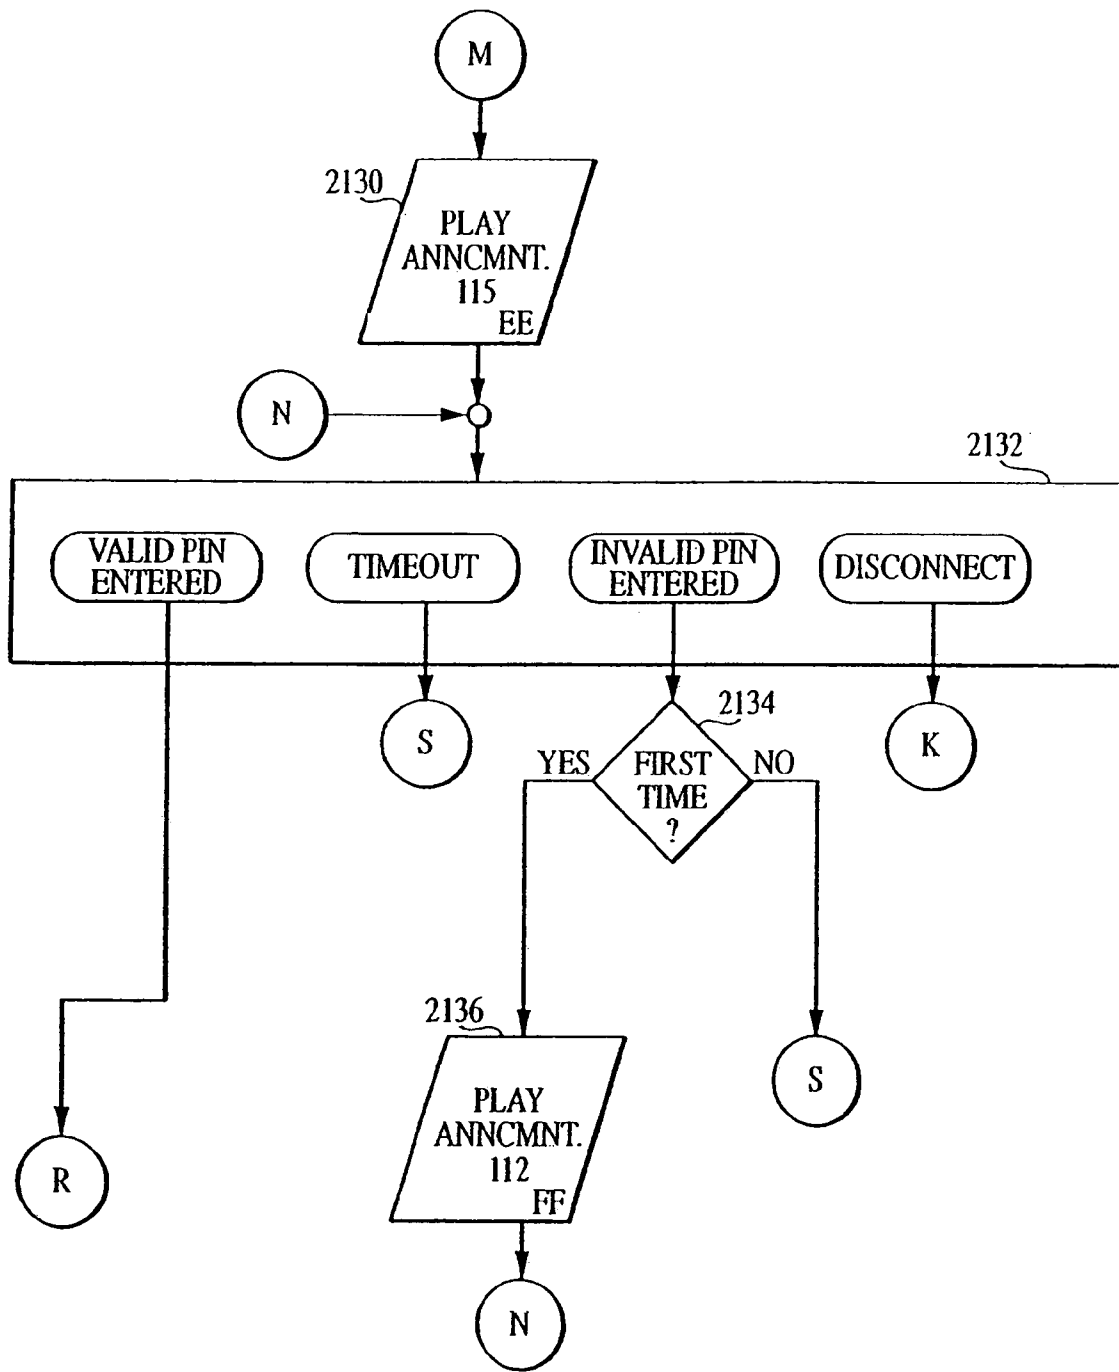 M
2130
PLAY
ANNCMNT.
115
EE
N
2132
VALID PIN
ENTERED
TIMEOUT
INVALID PIN
ENTERED
DISCONNECT
S
2134
K
YES
FIRST
TIME
?
NO
2136
PLAY
ANNCMNT.
112
FF
S
R
N